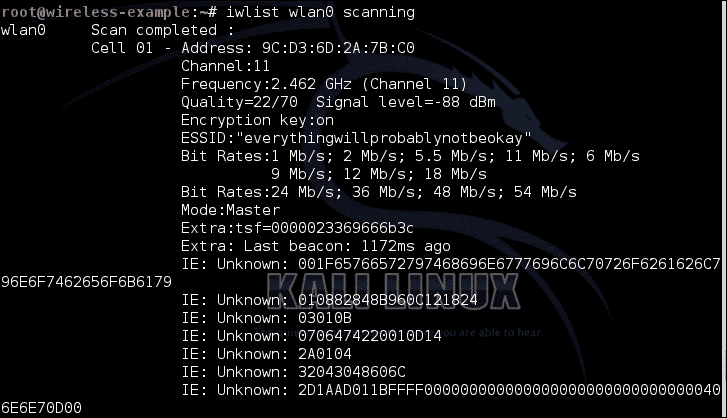 root@wireless-example:~# iwlist wlan0 scanning
wlan0 Scan completed :
Cell 01 - Address: 9C:D3:6D:2A:7B:C0
Channel:11
Frequency:2.462 GHz (Channel 11)
Quality=22/70 Signal level=-88 dBm
Encryption key:on
ESSID:"everythingwillprobablynotbeokay"
Bit Rates:1 Mb/s; 2 Mb/s; 5.5 Mb/s; 11 Mb/s; 6 Mb/s
9 Mb/s; 12 Mb/s; 18 Mb/s
Bit Rates:24 Mb/s; 36 Mb/s; 48 Mb/s; 54 Mb/s
Mode:Master
Extra:tsf=0000023369666b3c
Extra: Last beacon: 1172ms ago
IE: Unknown: 001F65766572797468696E6777696C6C70726F6261626C7
96E6F7462656F6B6179
IE: Unknown: 010882848B960C121824
KALI LINUX
IE: Unknown: 03010B
IE: Unknown: 0706474220010D14
The you are able to hear
IE: Unknown: 2A0104
IE: Unknown: 32043048606C
IE: Unknown: 2D1AAD011BFFFF000000000000000000000000000000040
6E6E70D00